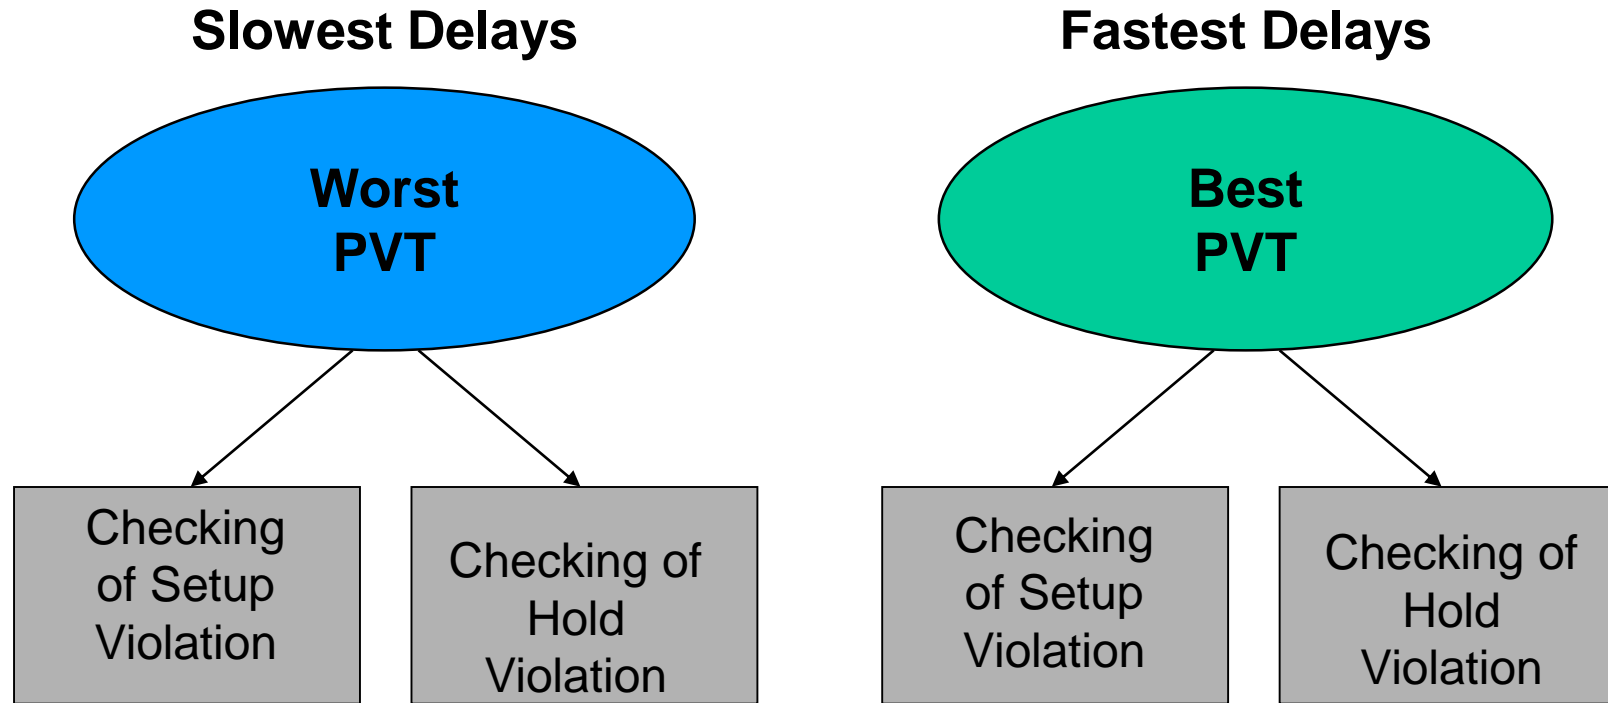 Slowest Delays
Fastest Delays
Worst
PVT
Best
PVT
Checking
of Setup
Violation
Checking of
Hold
Violation
Checking
of Setup
Violation
Checking of
Hold
Violation